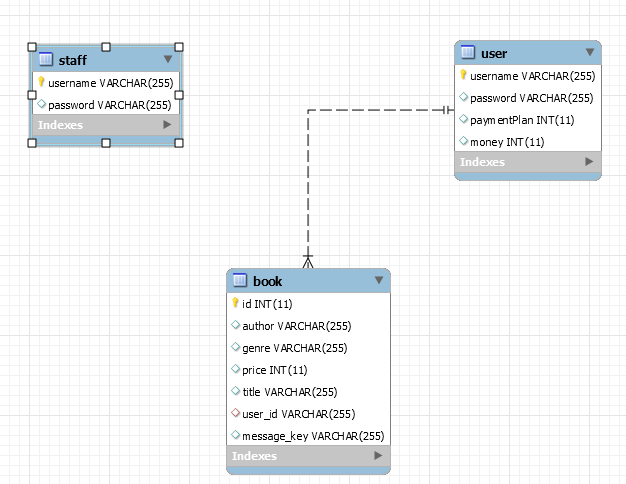 staff
username VARCHAR(255)
password VARCHAR(255)
Indexes
user
username VARCHAR(255)
password VARCHAR(255)
paymentPlan INT(11)
money INT(11)
Indexes
book
id INT(11)
author VARCHAR(255)
genre VARCHAR(255)
price INT(11)
title VARCHAR(255)
user_id VARCHAR(255)
message_key VARCHAR(255)
Indexes